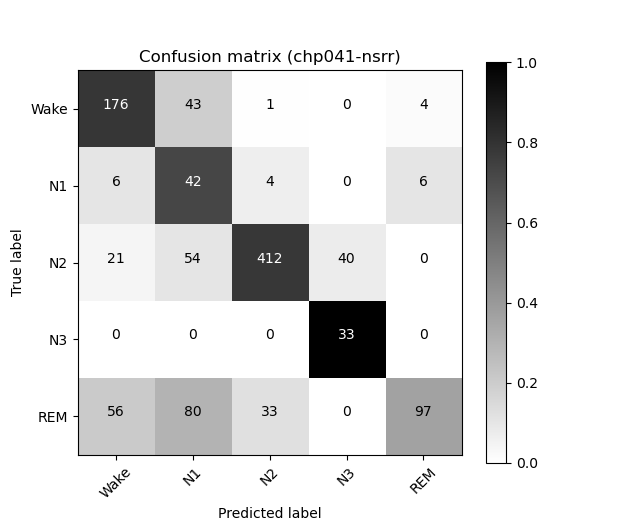 Confusion matrix (chp041-nsrr)
True label
Wake 176 43 1 0 4
N1 6 42 4 0 6
N2 21 54 412 40 0
N3 0 0 0 33 0
REM 56 80 33 0 97
Wake N1 N2 N3 REM
Predicted label
1.0
0.8
0.6
0.4
0.2
0.0